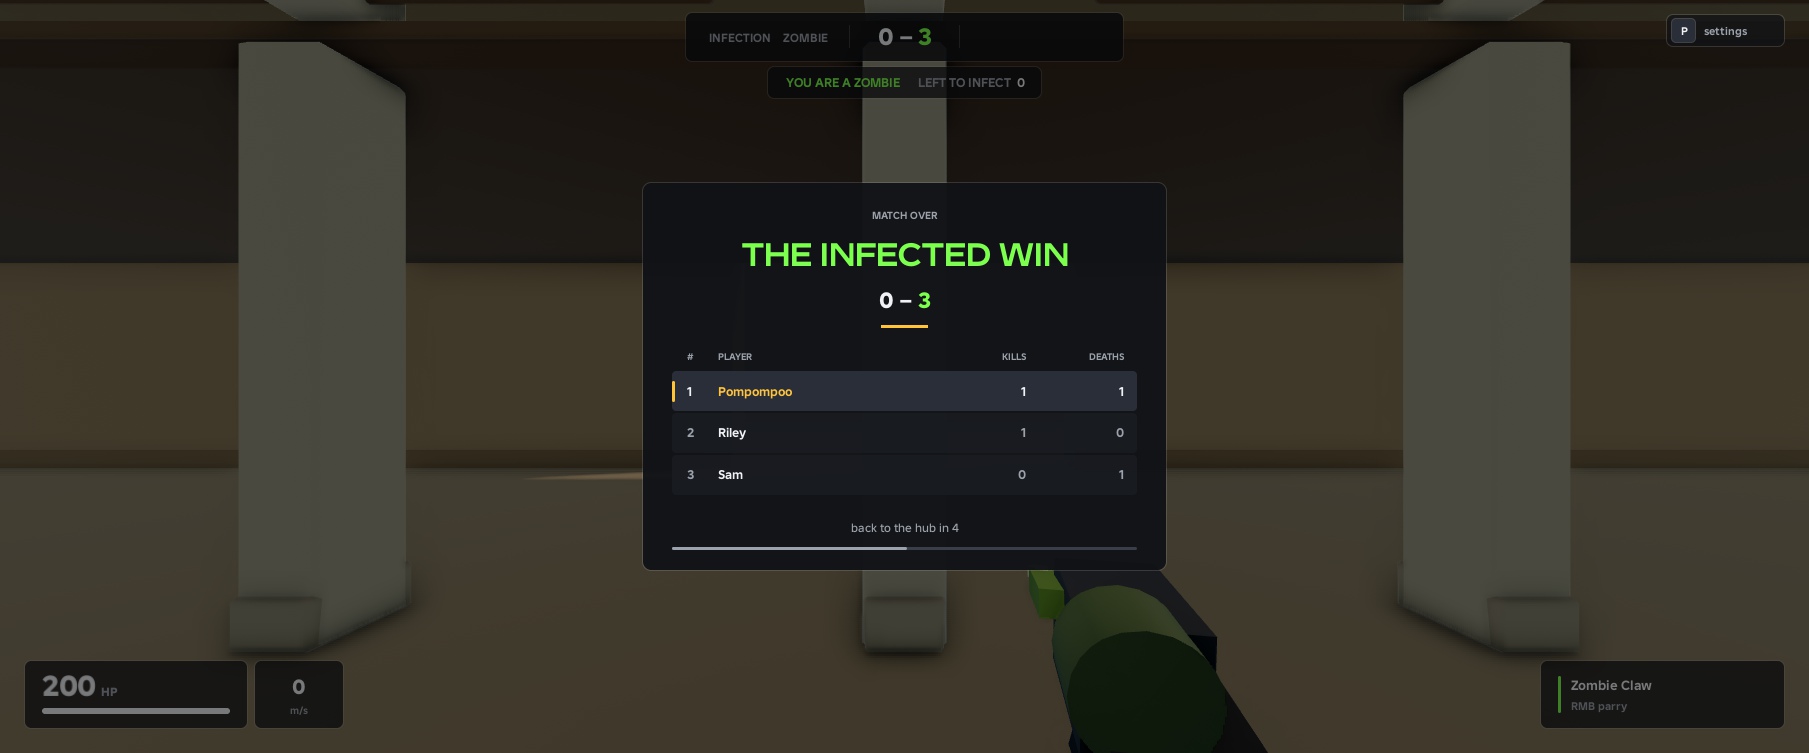 INFECTION ZOMBIE 0 – 3
P settings
YOU ARE A ZOMBIE LEFT TO INFECT 0
MATCH OVER
THE INFECTED WIN
0 – 3
# PLAYER KILLS DEATHS
1 Pompompoo 1 1
2 Riley 1 0
3 Sam 0 1
back to the hub in 4
200 HP
0
m/s
Zombie Claw
RMB parry